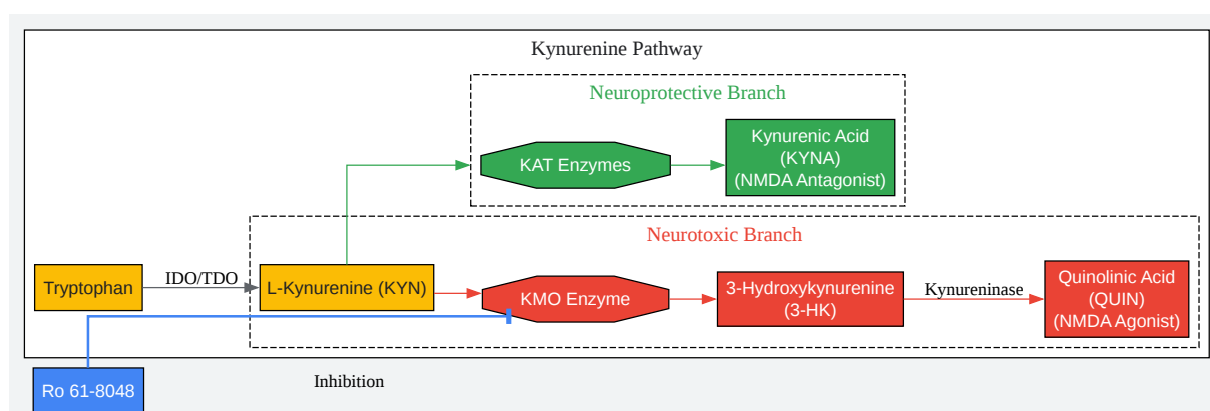 Kynurenine Pathway
Neuroprotective Branch
KAT Enzymes
Kynurenic Acid
(KYNA)
(NMDA Antagonist)
Neurotoxic Branch
Tryptophan
IDO/TDO
L-Kynurenine (KYN)
KMO Enzyme
3-Hydroxykynurenine
(3-HK)
Kynureninase
Quinolinic Acid
(QUIN)
(NMDA Agonist)
Ro 61-8048
Inhibition